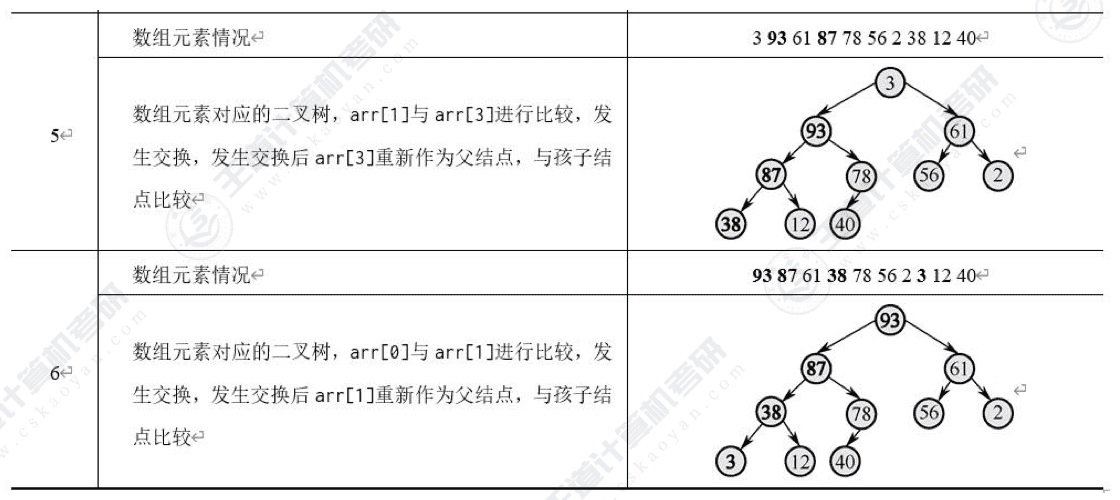 5
数组元素情况
3 93 61 87 78 56 2 38 12 40
数组元素对应的二叉树，arr[1]与arr[3]进行比较，发
生交换，发生交换后arr[3]重新作为父结点，与孩子结
点比较
3
93 61
87 78 56 2
38 12 40
6
数组元素情况
93 87 61 38 78 56 2 3 12 40
数组元素对应的二叉树，arr[0]与arr[1]进行比较，发
生交换，发生交换后arr[1]重新作为父结点，与孩子结
点比较
93
87 61
38 78 56 2
3 12 40
王道计算机考研
www.cskaoyan.com